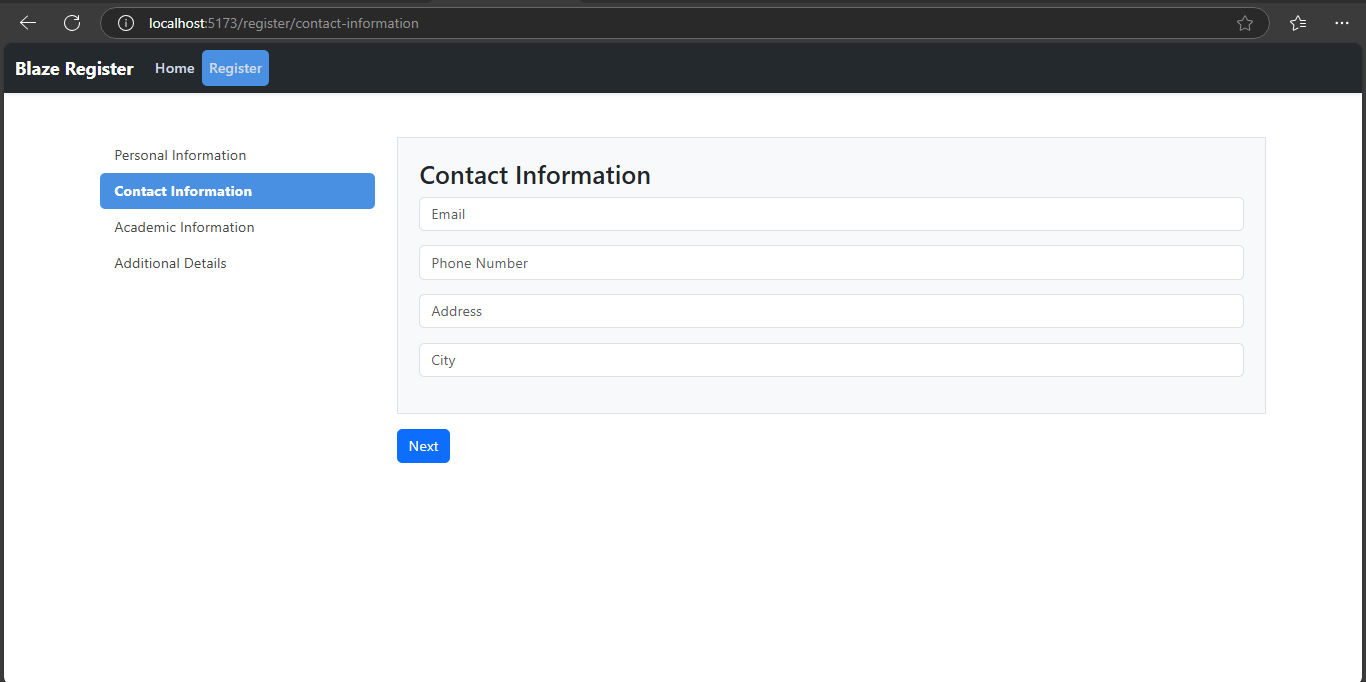 localhost:5173/register/contact-information
Blaze Register Home Register
Personal Information
Contact Information
Academic Information
Additional Details
Contact Information
Email
Phone Number
Address
City
Next